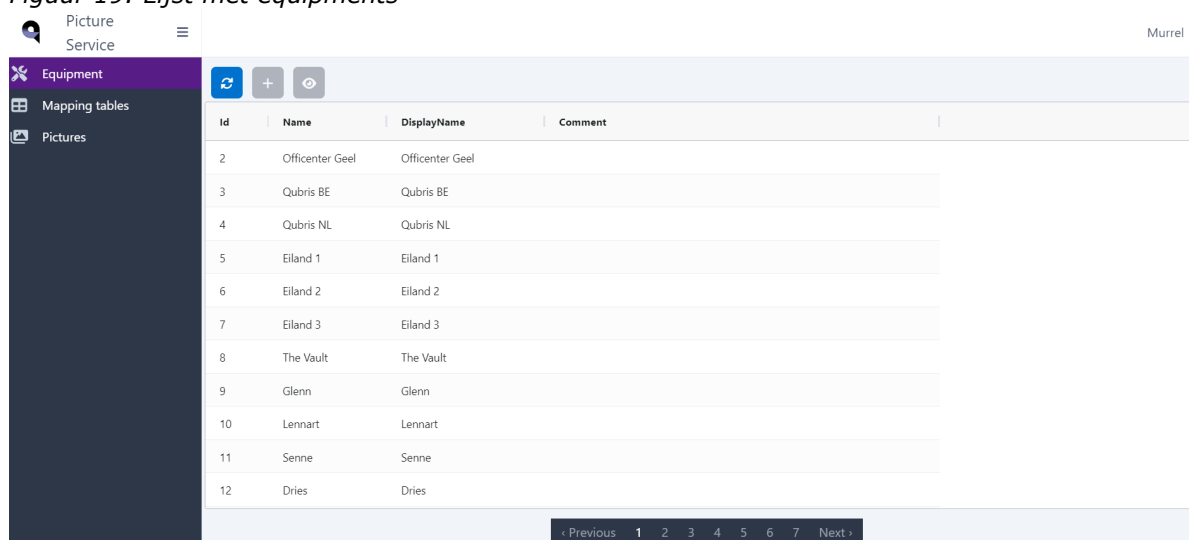 Figuur 19: Lijst met equipments
Picture
Service
Murrel
Equipment
Mapping tables
Pictures
Id Name DisplayName Comment
2 Officenter Geel Officenter Geel
3 Qubris BE Qubris BE
4 Qubris NL Qubris NL
5 Eiland 1 Eiland 1
6 Eiland 2 Eiland 2
7 Eiland 3 Eiland 3
8 The Vault The Vault
9 Glenn Glenn
10 Lennart Lennart
11 Senne Senne
12 Dries Dries
‹ Previous 1 2 3 4 5 6 7 Next ›